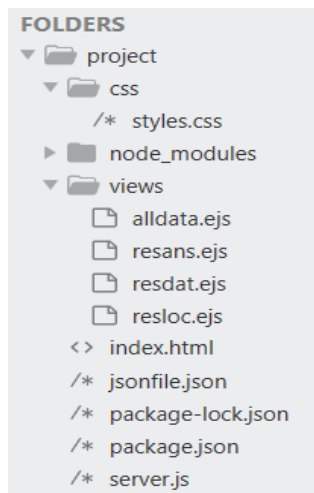 FOLDERS
project
css
/* styles.css
node_modules
views
alldata.ejs
resans.ejs
resdat.ejs
resloc.ejs
<> index.html
/* jsonfile.json
/* package-lock.json
/* package.json
/* server.js